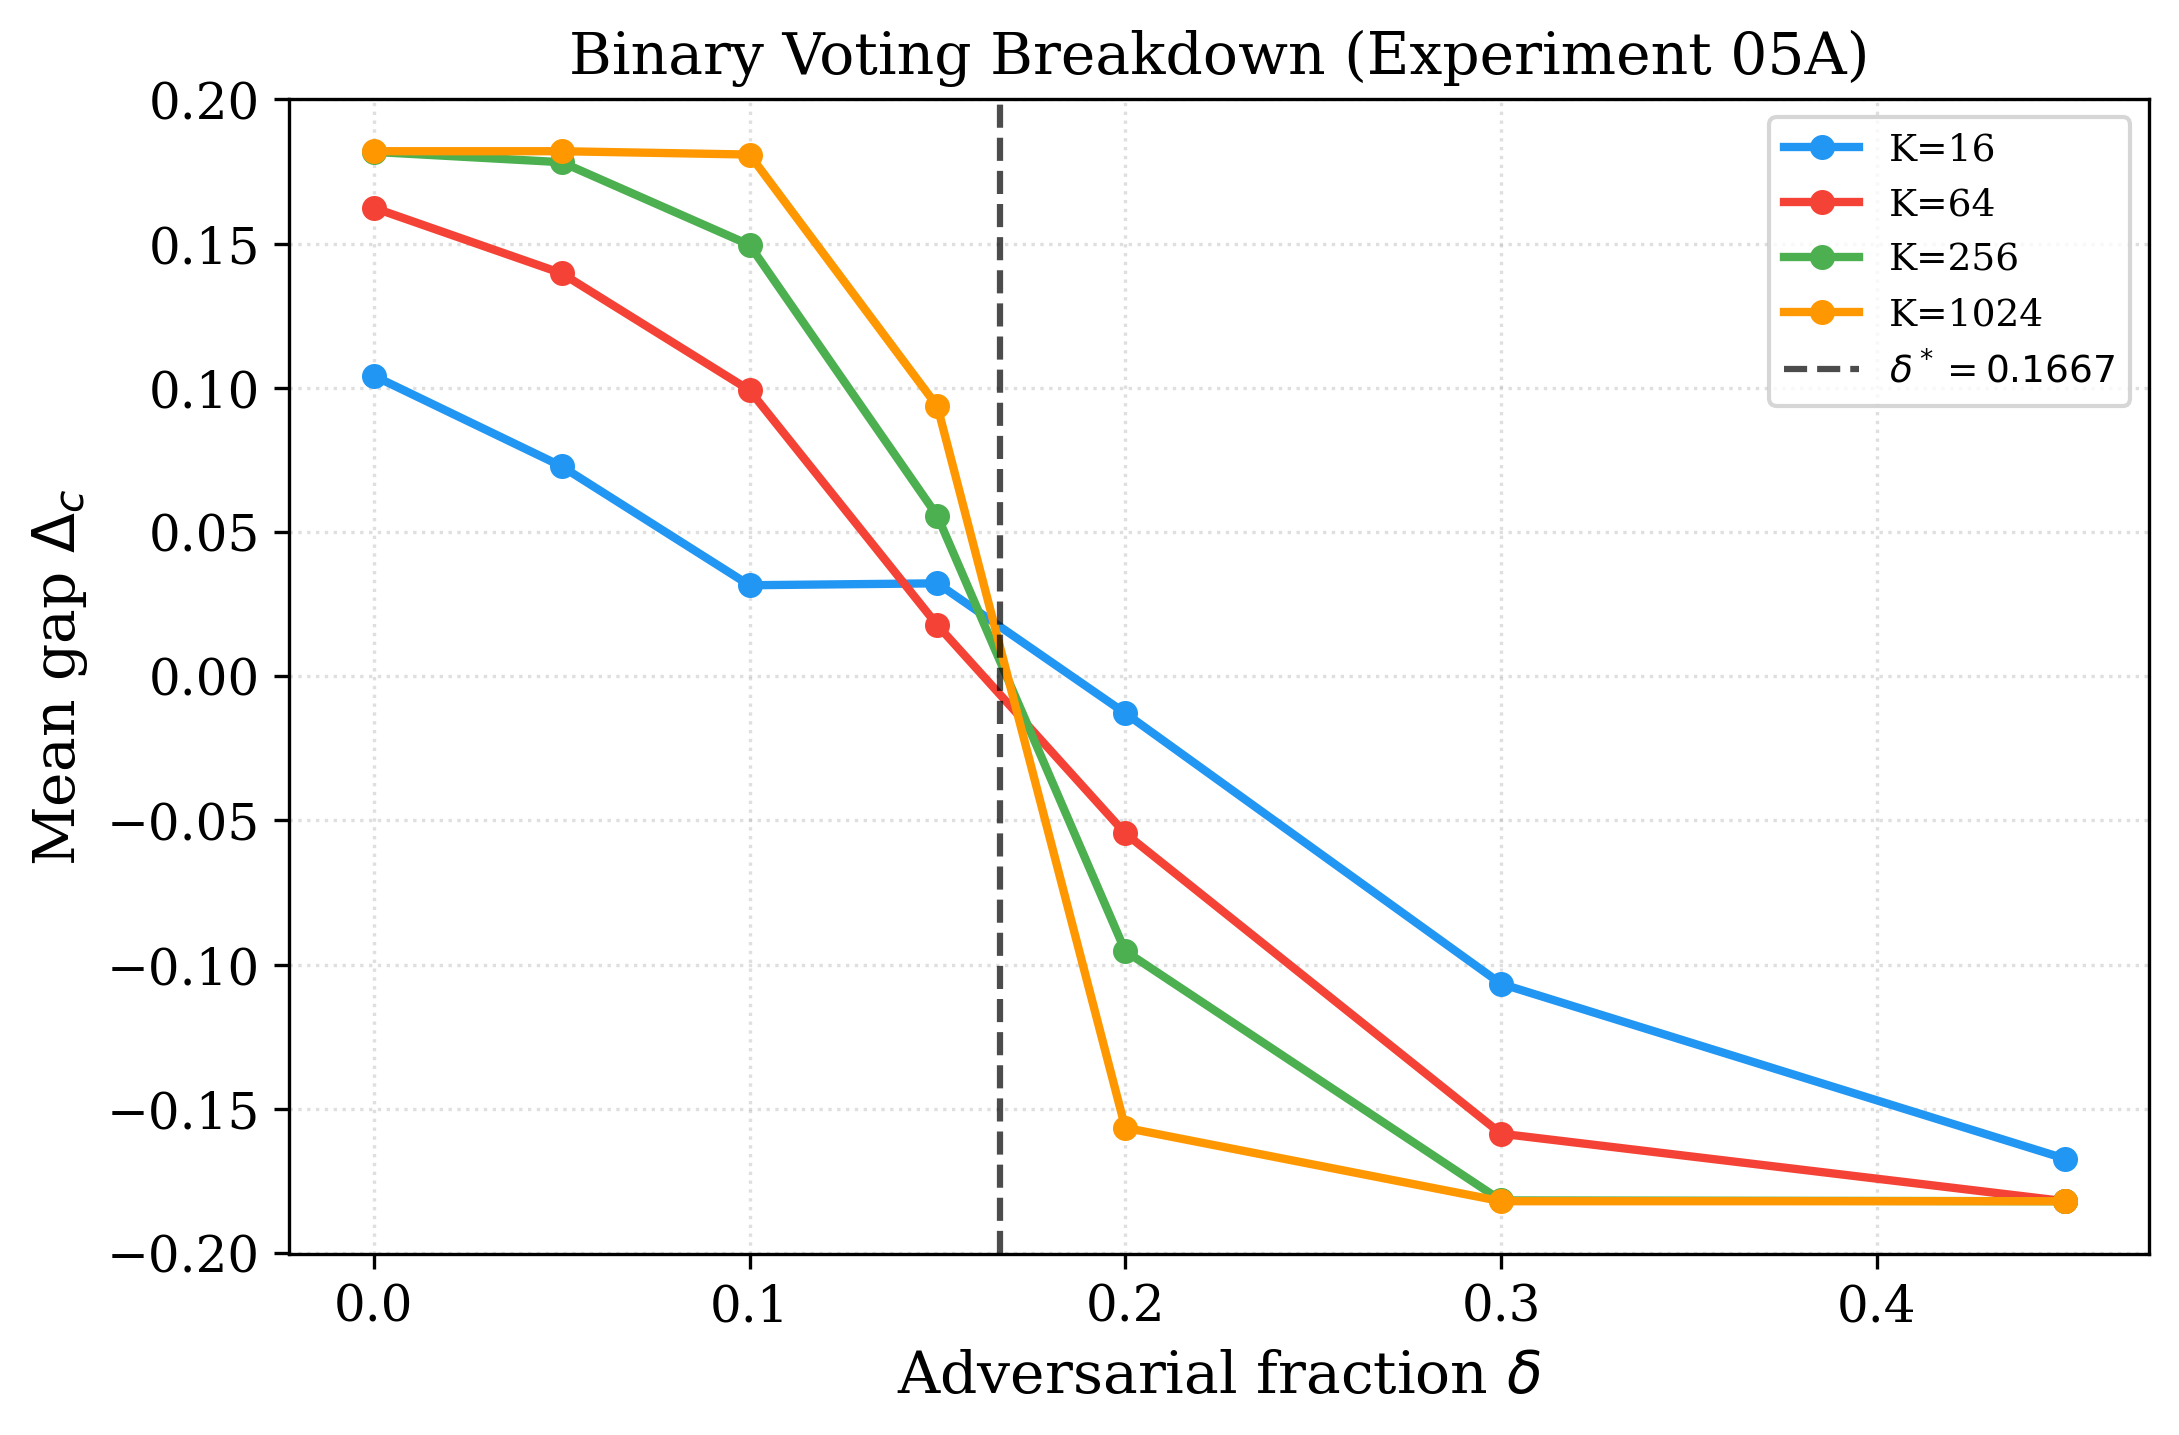 Binary Voting Breakdown (Experiment 05A)
0.20
0.15
0.10
0.05
0.00
−0.05
−0.10
−0.15
−0.20
Mean gap Δc
K=16
K=64
K=256
K=1024
δ* = 0.1667
0.0 0.1 0.2 0.3 0.4
Adversarial fraction δ